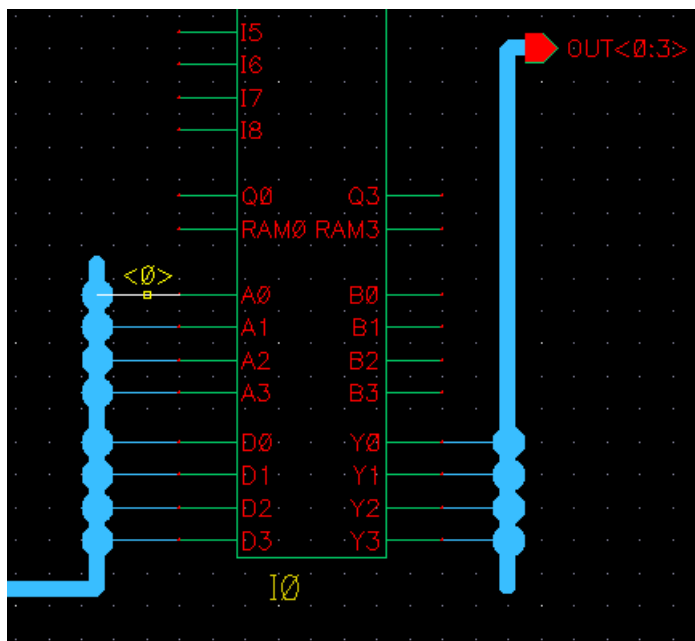 I5
OUT<0:3>
I6
I7
I8
Q0 Q3
RAM0 RAM3
<0>
A0 B0
A1 B1
A2 B2
A3 B3
D0 Y0
D1 Y1
D2 Y2
D3 Y3
I0